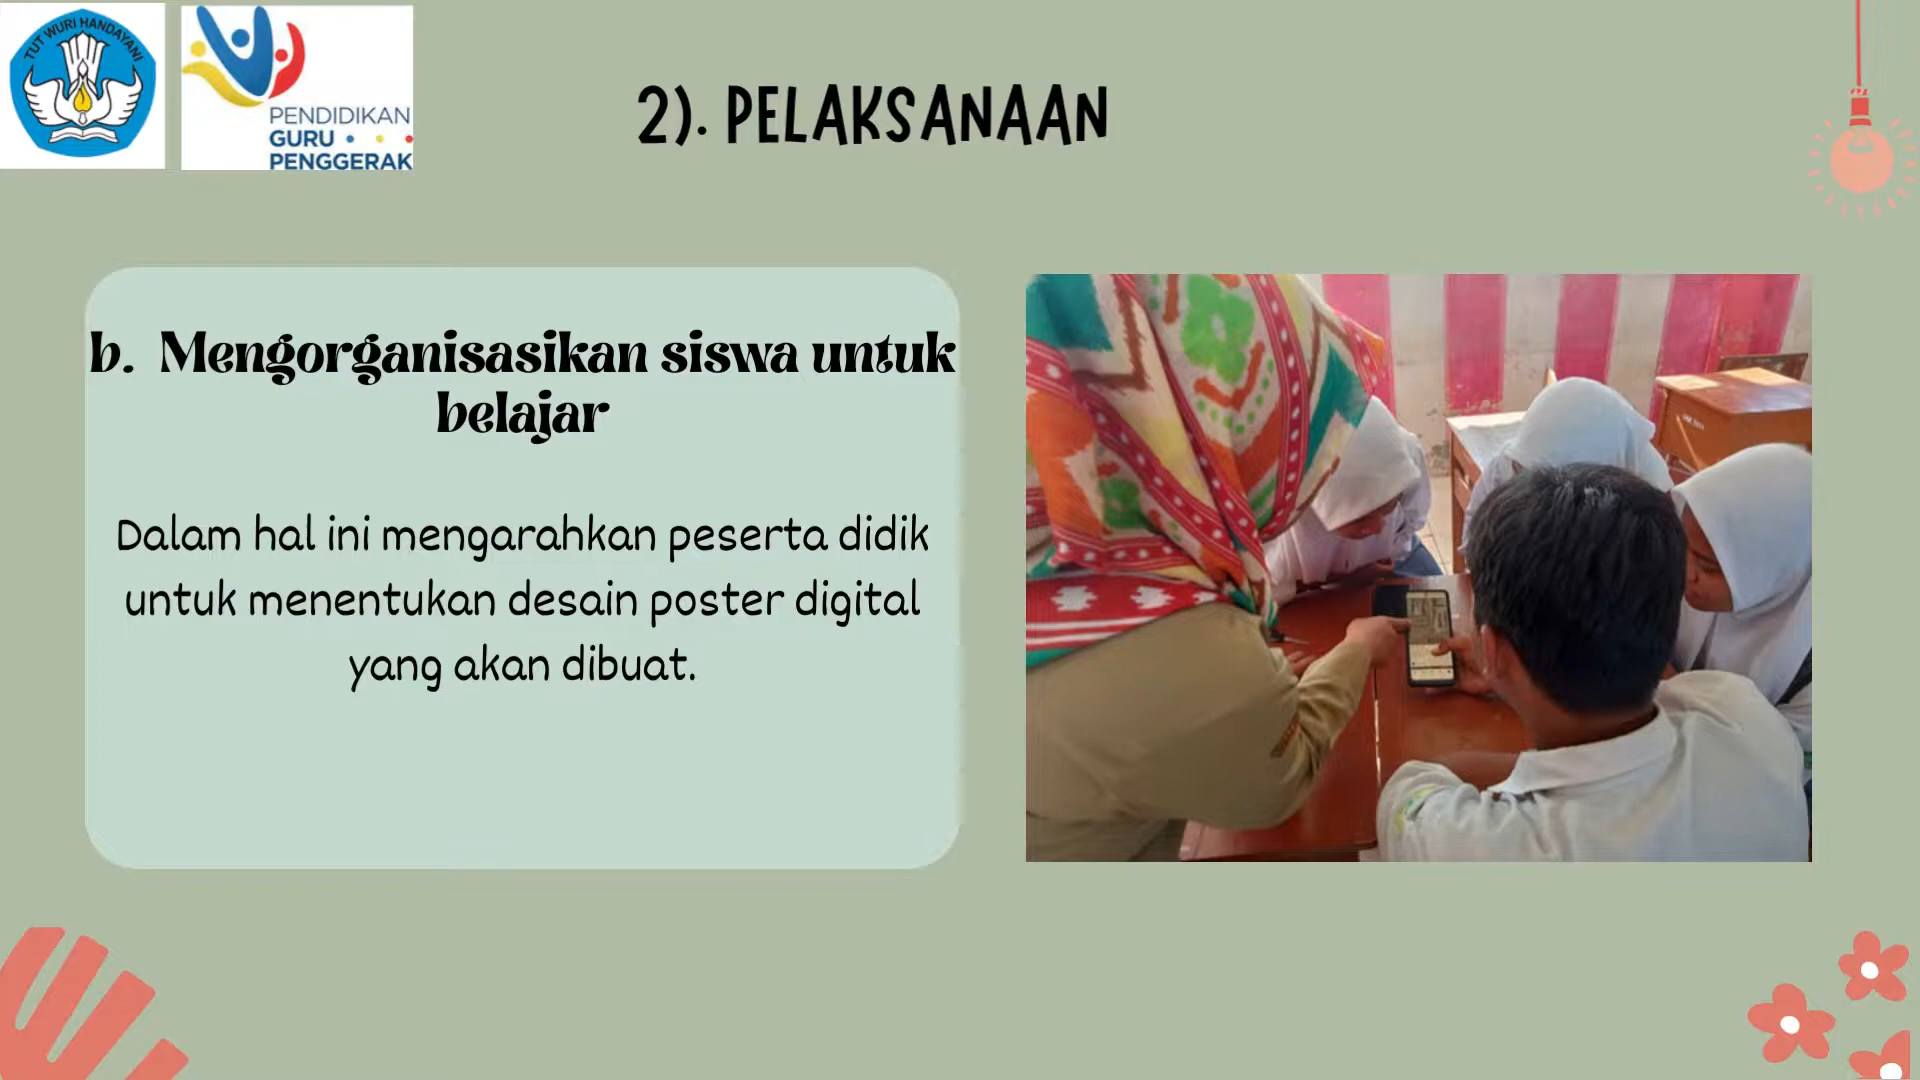 TUT WURI HANDAYANI
PENDIDIKAN
GURU
PENGGERAK
2). PELAKSANAAN
b. Mengorganisasikan siswa untuk
belajar
Dalam hal ini mengarahkan peserta didik
untuk menentukan desain poster digital
yang akan dibuat.